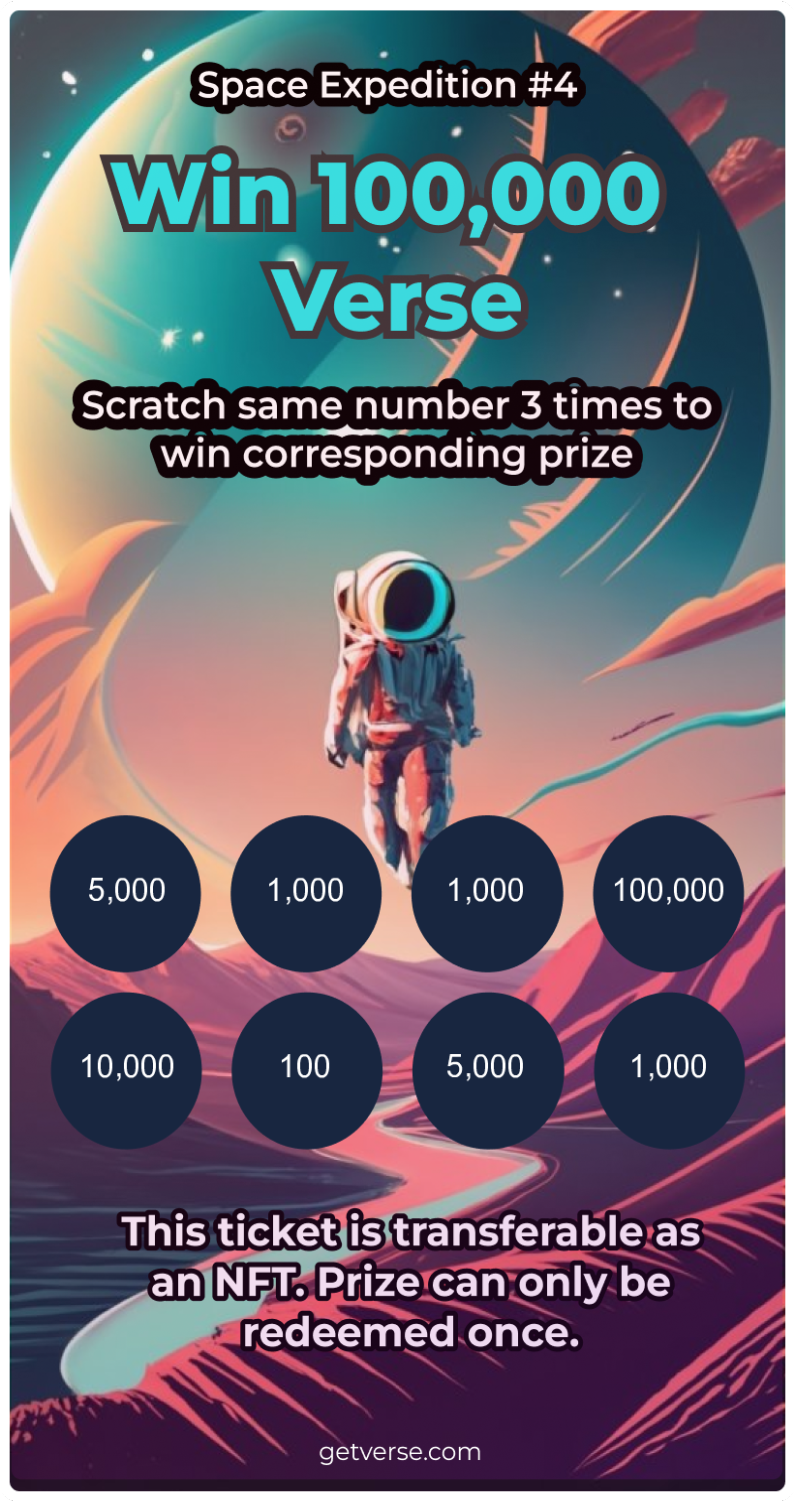 Space Expedition #4
Win 100,000
Verse
Scratch same number 3 times to
win corresponding prize
5,000 1,000 1,000 100,000
10,000 100 5,000 1,000
This ticket is transferable as
an NFT. Prize can only be
redeemed once.
getverse.com